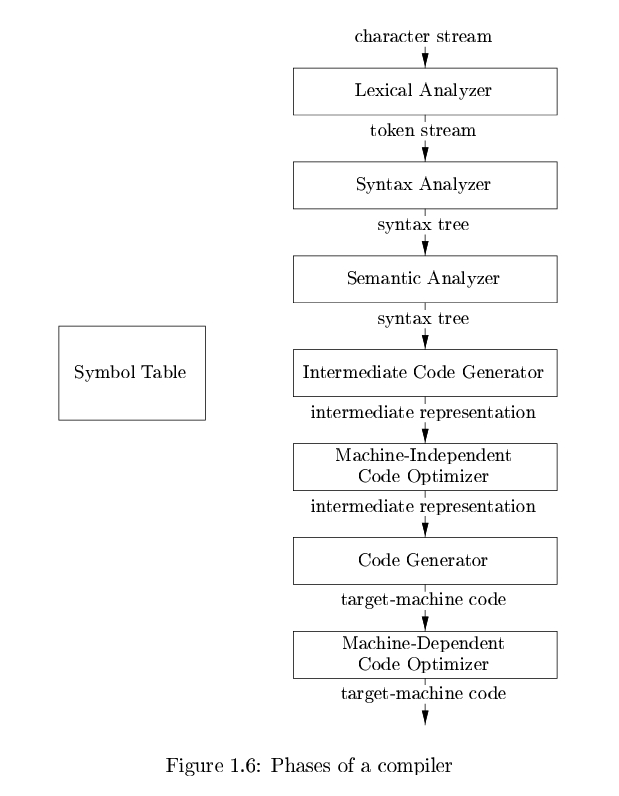 character stream
Lexical Analyzer
token stream
Syntax Analyzer
syntax tree
Semantic Analyzer
syntax tree
Symbol Table
Intermediate Code Generator
intermediate representation
Machine-Independent
Code Optimizer
intermediate representation
Code Generator
target-machine code
Machine-Dependent
Code Optimizer
target-machine code
Figure 1.6: Phases of a compiler